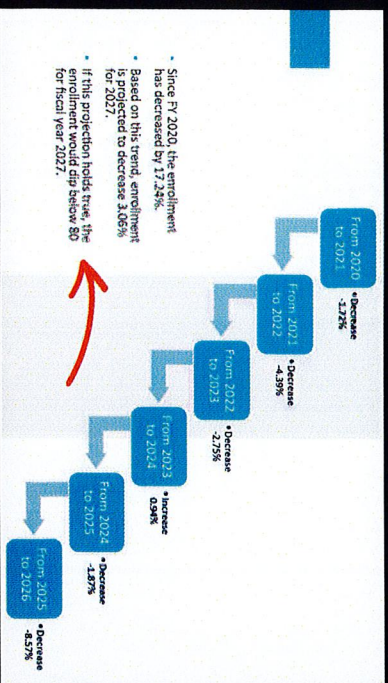 From 2020
to 2021
• Decrease
-1.72%
From 2021
to 2022
• Decrease
-4.39%
From 2022
to 2023
• Decrease
-2.75%
From 2023
to 2024
• Increase
0.94%
From 2024
to 2025
• Decrease
-1.87%
From 2025
to 2026
• Decrease
-8.57%
• Since FY 2020, the enrollment
has decreased by 17.24%.
• Based on this trend, enrollment
is projected to decrease 3.06%
for 2027.
• If this projection holds true, the
enrollment would dip below 80
for fiscal year 2027.